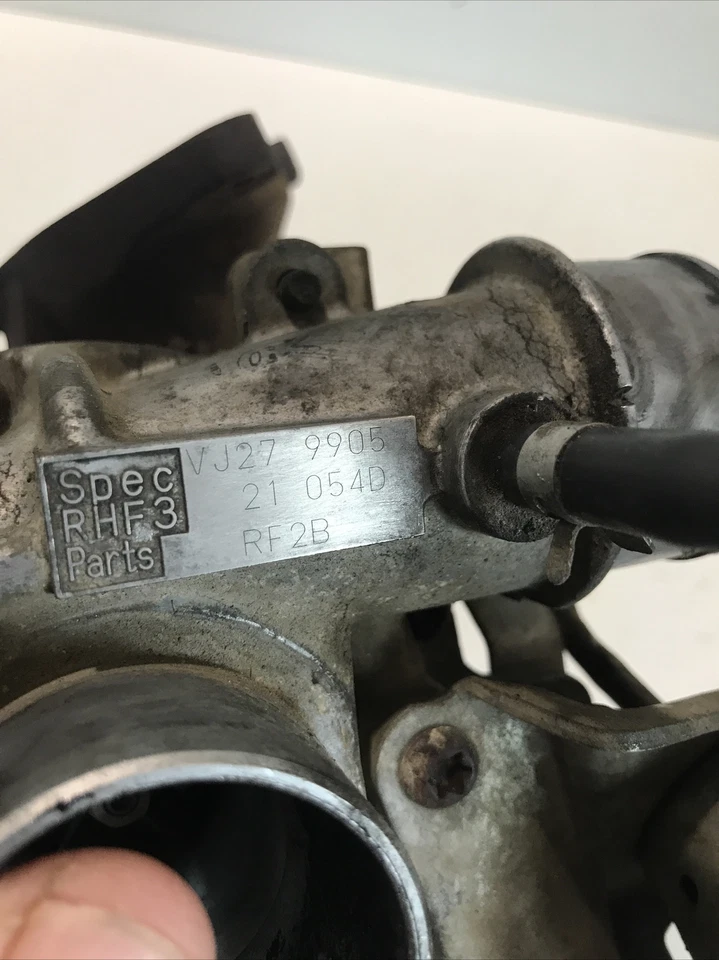 Spec VJ27 9905
RHF3 21 054D
Parts RF2B